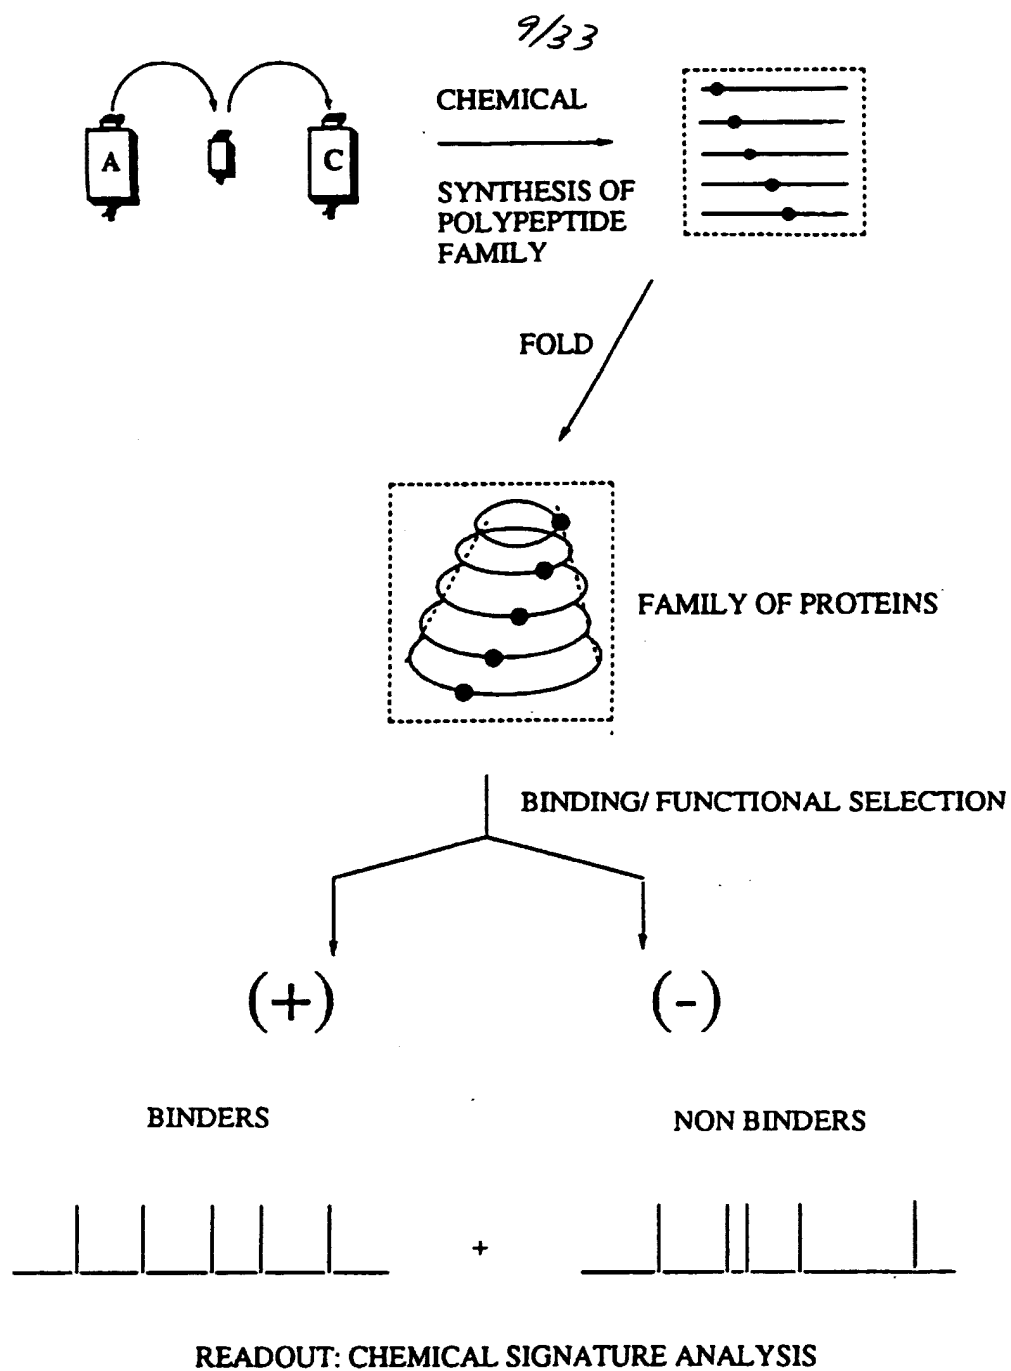 9/33
A
C
CHEMICAL
SYNTHESIS OF
POLYPEPTIDE
FAMILY
FOLD
FAMILY OF PROTEINS
BINDING/ FUNCTIONAL SELECTION
(+)
(-)
BINDERS
NON BINDERS
+
READOUT: CHEMICAL SIGNATURE ANALYSIS